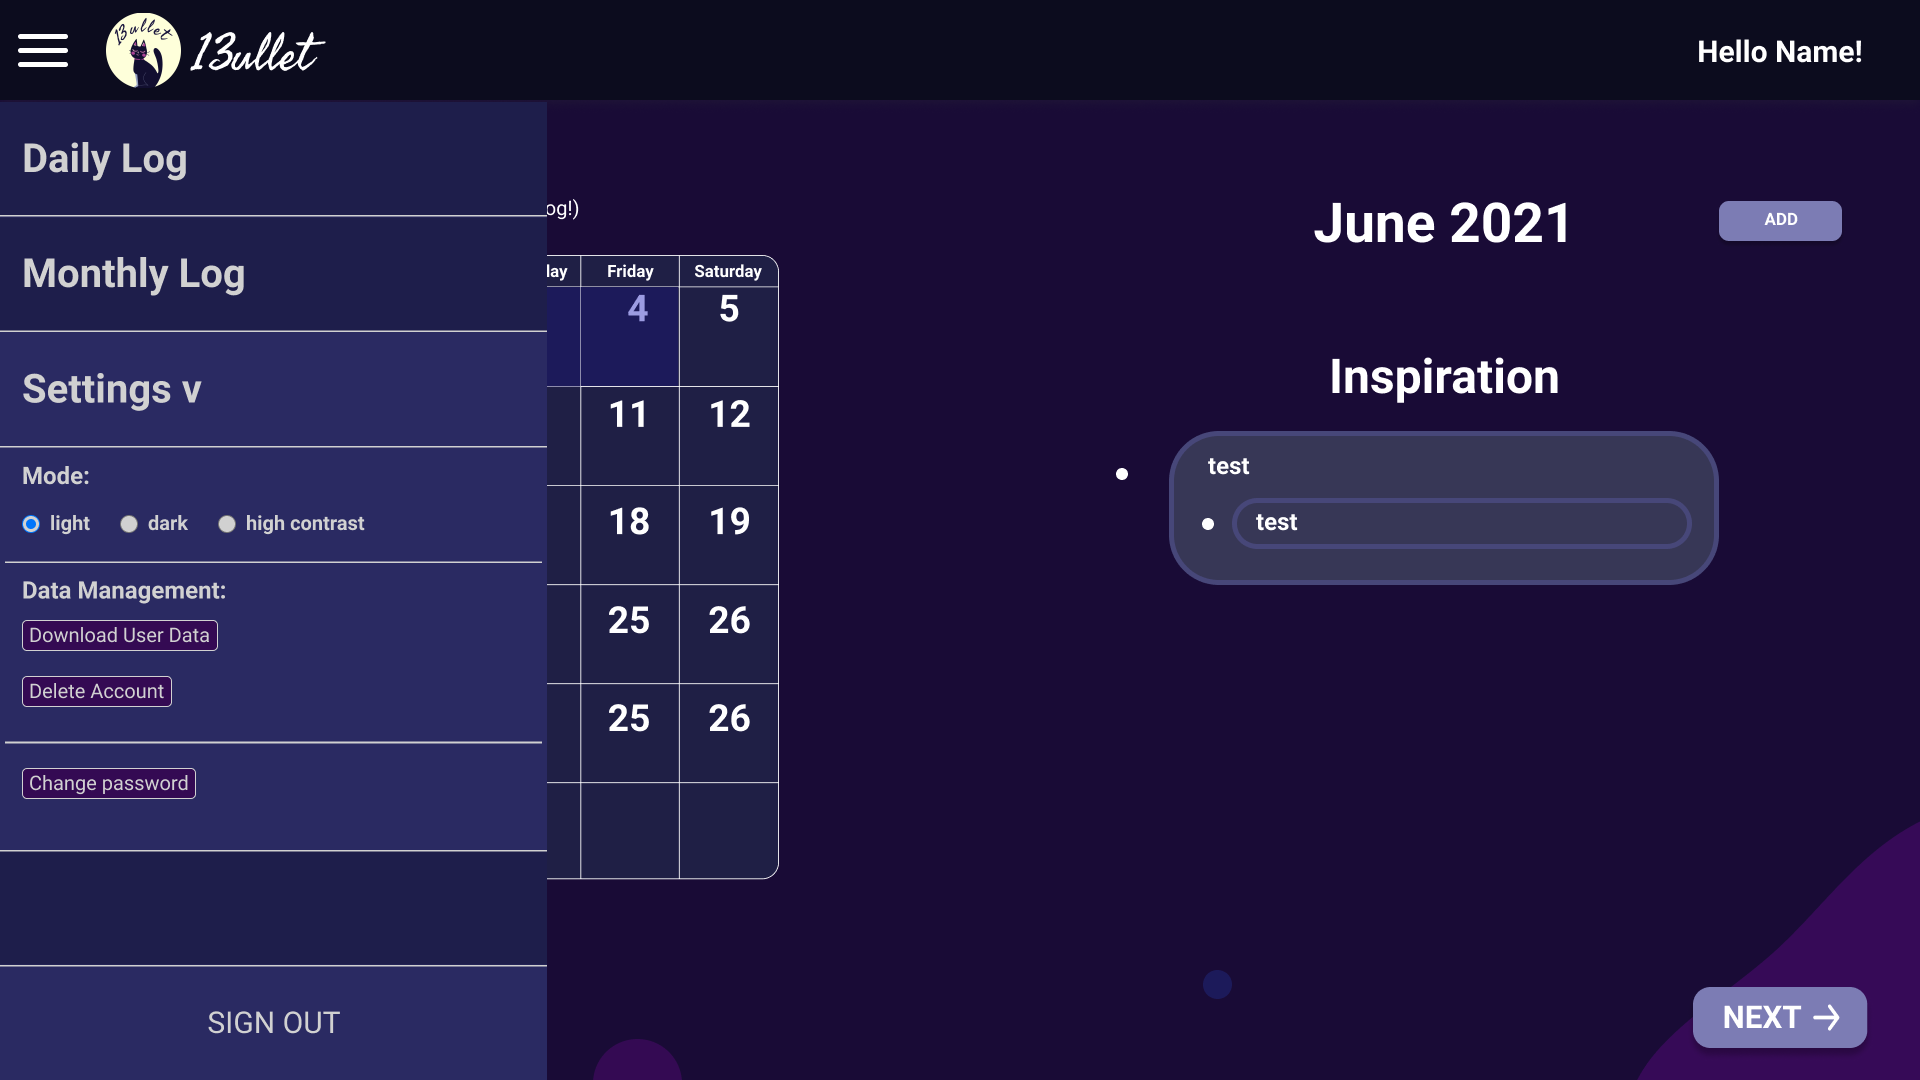 13ullet
13ullet
Hello Name!
Daily Log
Monthly Log
Settings v
Mode:
light dark high contrast
Data Management:
Download User Data
Delete Account
Change password
SIGN OUT
og!)
lay Friday Saturday
4 5
11 12
18 19
25 26
25 26
June 2021
ADD
Inspiration
test
test
NEXT →